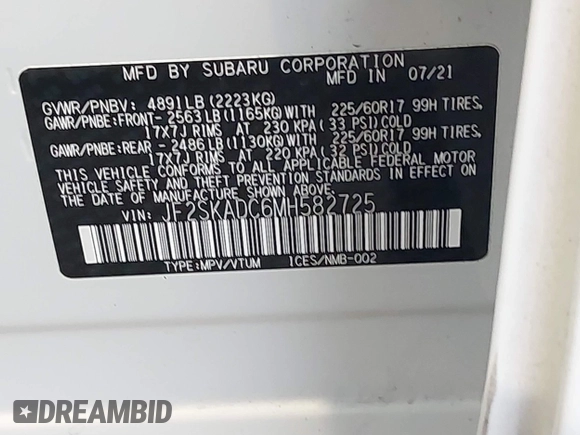 MFD BY SUBARU CORPORATION
MFD IN 07/21
GVWR/PNBV: 4891LB(2223KG)
GAWR/PNBE:FRONT- 2563LB(1165KG)WITH 225/60R17 99H TIRES,
17X7J RIMS AT 230 KPA (33 PSI)COLD
GAWR/PNBE:REAR - 2486LB(1130KG)WITH 225/60R17 99H TIRES,
17X7J RIMS AT 220 KPA (32 PSI)COLD
THIS VEHICLE CONFORMS TO ALL APPLICABLE FEDERAL MOTOR
VEHICLE SAFETY AND THEFT PREVENTION STANDARDS IN EFFECT
ON THE DATE OF MANUFACTURE SHOWN ABOVE.
VIN: JF2SKADC6MH582725
TYPE:MPV/VTUM ICES/NMB-002
DREAMBID